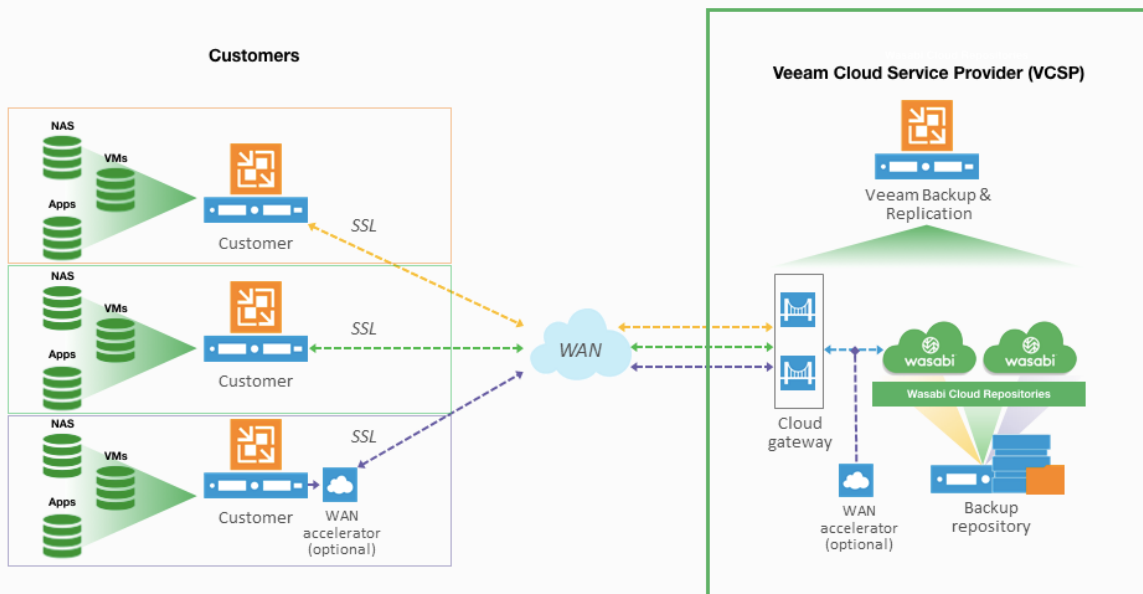 Customers
NAS
VMs
Apps
Customer
SSL
NAS
VMs
Apps
Customer
SSL
NAS
VMs
Apps
Customer
SSL
WAN
accelerator
(optional)
WAN
Veeam Cloud Service Provider (VCSP)
Veeam Backup &
Replication
Cloud
gateway
WAN
accelerator
(optional)
wasabi
wasabi
Wasabi Cloud Repositories
Backup
repository